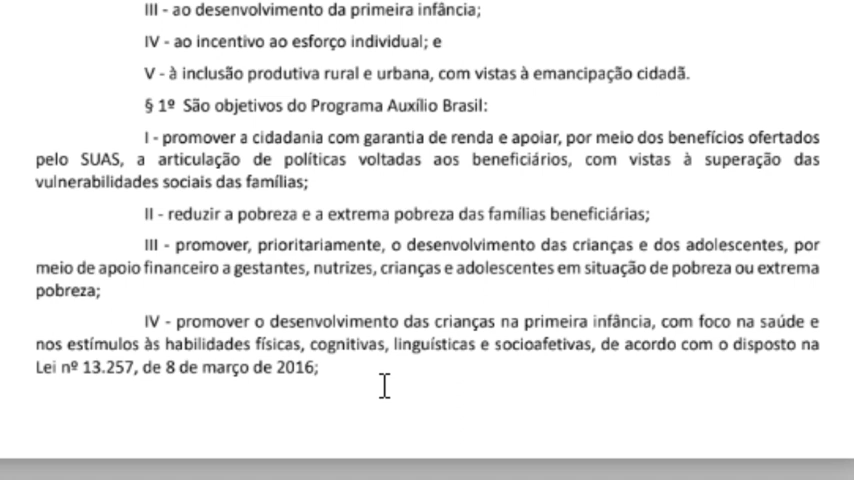 III - ao desenvolvimento da primeira infância;
IV - ao incentivo ao esforço individual; e
V - à inclusão produtiva rural e urbana, com vistas à emancipação cidadã.
§ 1º São objetivos do Programa Auxílio Brasil:
I - promover a cidadania com garantia de renda e apoiar, por meio dos benefícios ofertados
pelo SUAS, a articulação de políticas voltadas aos beneficiários, com vistas à superação das
vulnerabilidades sociais das famílias;
II - reduzir a pobreza e a extrema pobreza das famílias beneficiárias;
III - promover, prioritariamente, o desenvolvimento das crianças e dos adolescentes, por
meio de apoio financeiro a gestantes, nutrizes, crianças e adolescentes em situação de pobreza ou extrema
pobreza;
IV - promover o desenvolvimento das crianças na primeira infância, com foco na saúde e
nos estímulos às habilidades físicas, cognitivas, linguísticas e socioafetivas, de acordo com o disposto na
Lei nº 13.257, de 8 de março de 2016;